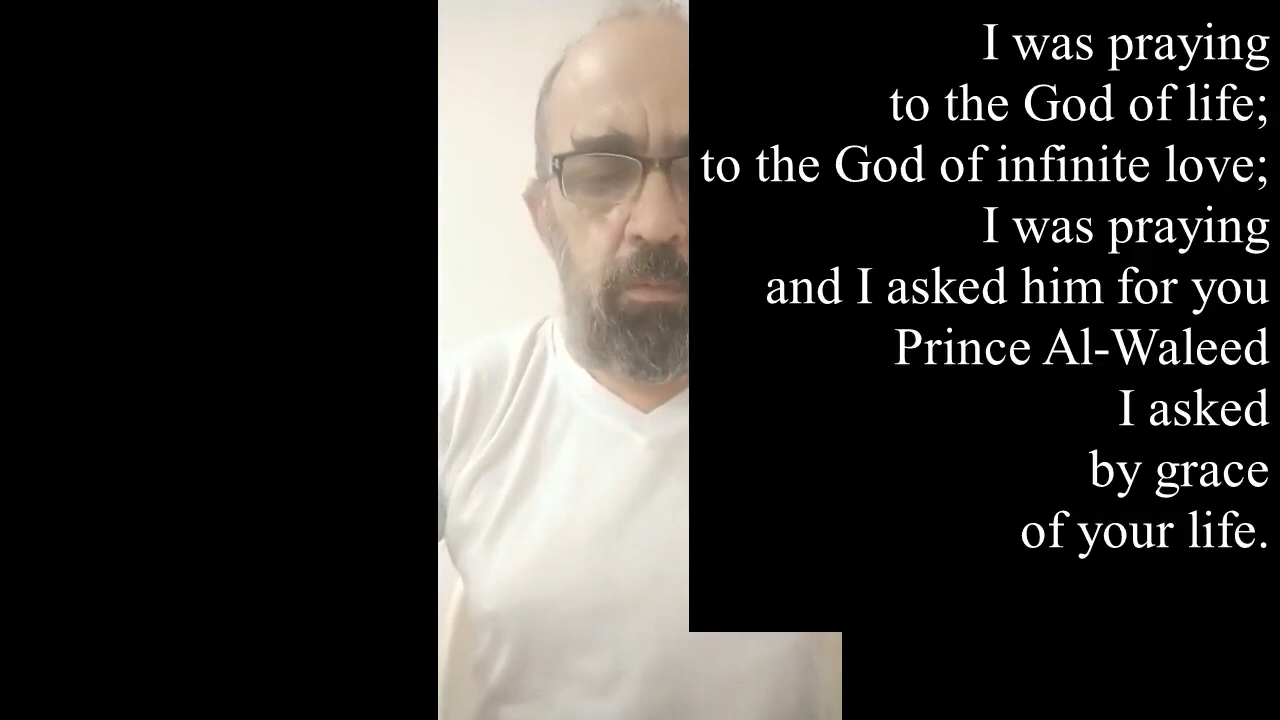 I was praying
to the God of life;
to the God of infinite love;
I was praying
and I asked him for you
Prince Al-Waleed
I asked
by grace
of your life.